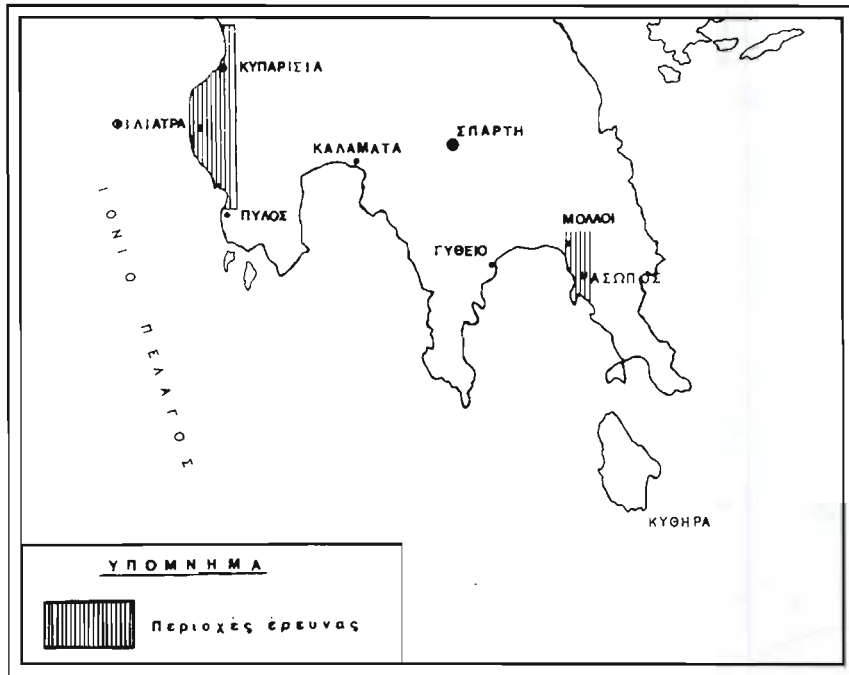 ΚΥΠΑΡΙΣΙΑ
ΦΙΛΙΑΤΡΑ
ΣΠΑΡΤΗ
ΚΑΛΑΜΑΤΑ
ΠΥΛΟΣ
ΜΟΛΑΟΙ
ΓΥΘΕΙΟ
ΑΣΩΠΟΣ
ΙΟΝΙΟ ΠΕΛΑΓΟΣ
ΚΥΘΗΡΑ
ΥΠΟΜΝΗΜΑ
Περιοχές έρευνας